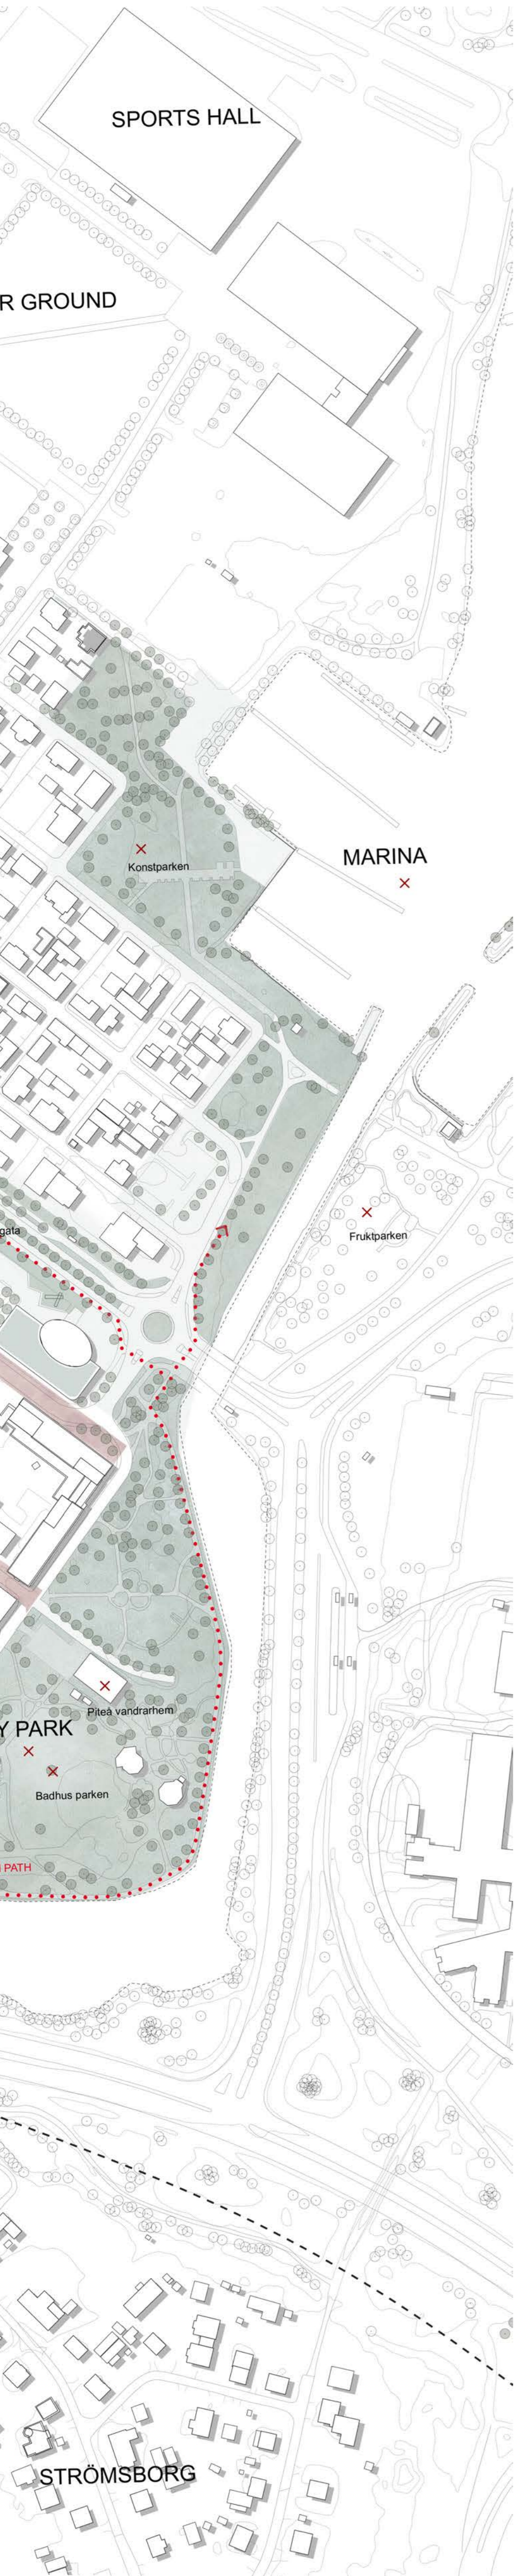 SPORTS HALL
R GROUND
MARINA
Konstparken
gata
Fruktparken
Piteå vandrarhem
Y PARK
Badhus parken
PATH
STRÖMSBORG